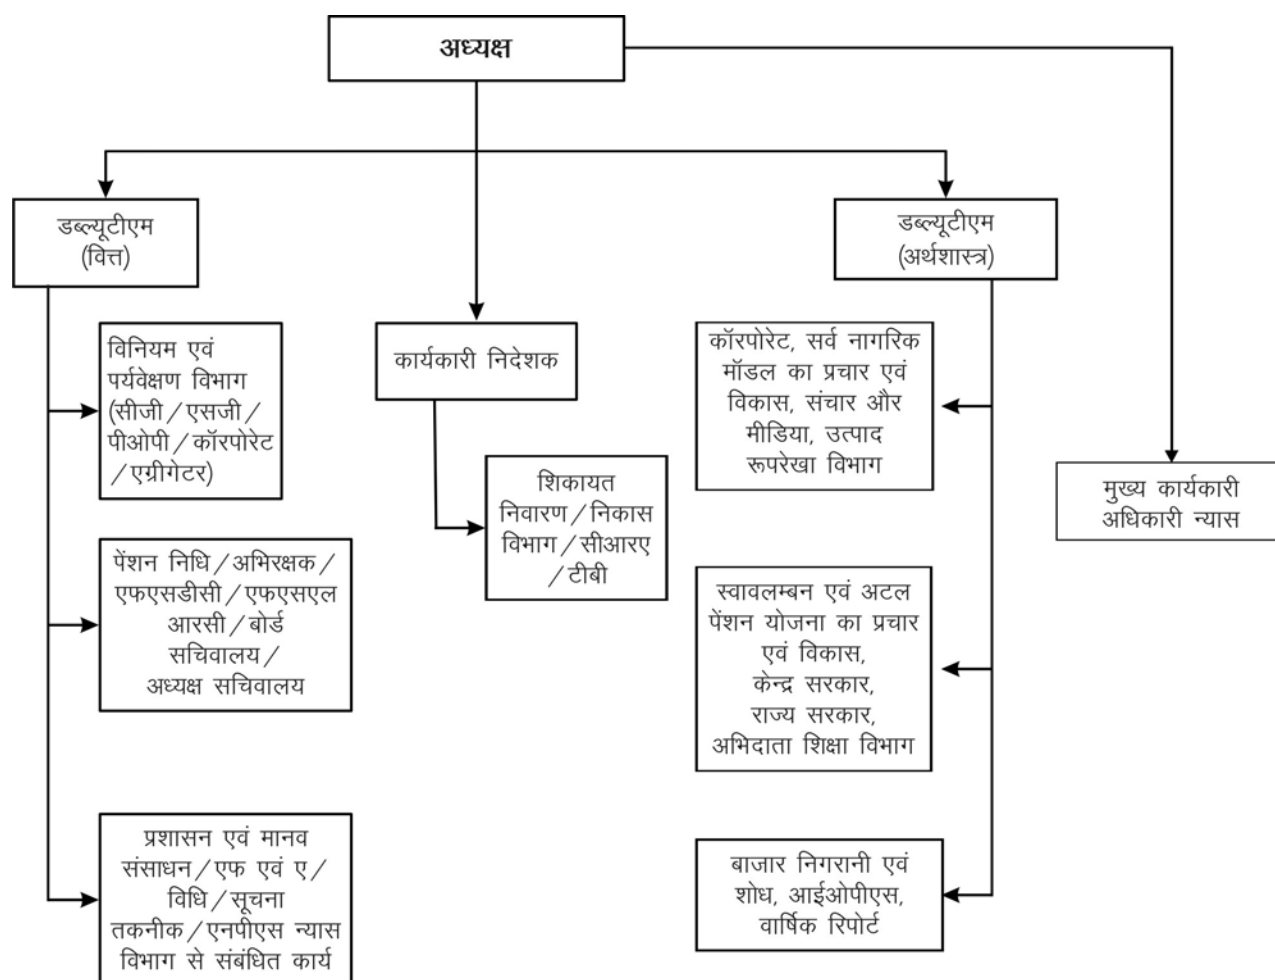 अध्यक्ष
डब्ल्यूटीएम
(वित्त)
डब्ल्यूटीएम
(अर्थशास्त्र)
विनियम एवं
पर्यवेक्षण विभाग
(सीजी/एसजी/
पीओपी/कॉरपोरेट
/एग्रीगेटर)
कार्यकारी निदेशक
कॉरपोरेट, सर्व नागरिक
मॉडल का प्रचार एवं
विकास, संचार और
मीडिया, उत्पाद
रूपरेखा विभाग
मुख्य कार्यकारी
अधिकारी न्यास
शिकायत
निवारण/निकास
विभाग/सीआरए
/टीबी
पेंशन निधि/अभिरक्षक/
एफएसडीसी/एफएसएल
आरसी/बोर्ड
सचिवालय/
अध्यक्ष सचिवालय
स्वावलम्बन एवं अटल
पेंशन योजना का प्रचार
एवं विकास,
केन्द्र सरकार,
राज्य सरकार,
अभिदाता शिक्षा विभाग
प्रशासन एवं मानव
संसाधन/एफ एवं ए/
विधि/सूचना
तकनीक/एनपीएस न्यास
विभाग से संबंधित कार्य
बाजार निगरानी एवं
शोध, आईओपीएस,
वार्षिक रिपोर्ट